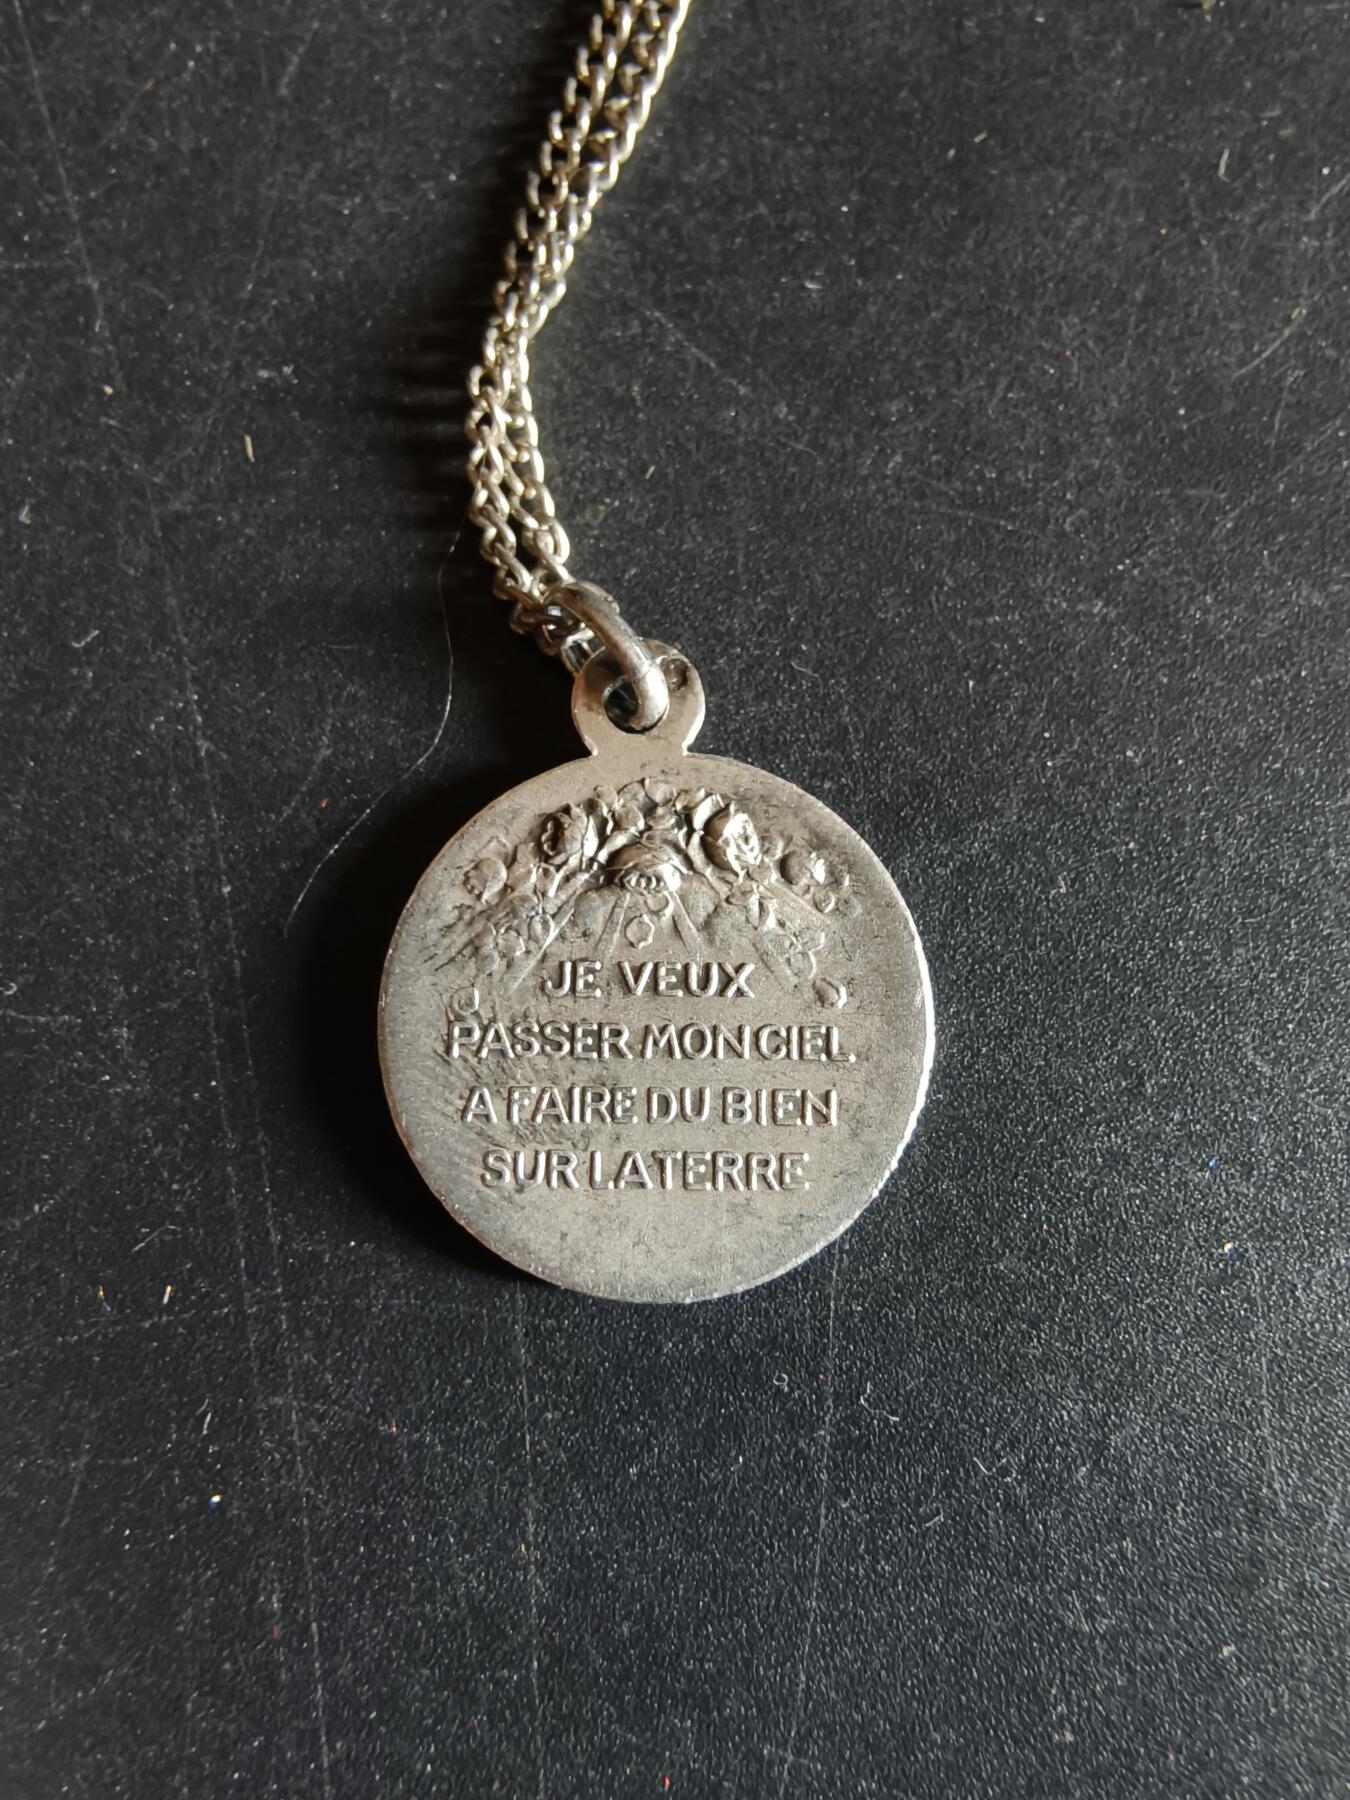 JE VEUX
PASSER MON CIEL
A FAIRE DU BIEN
SUR LA TERRE